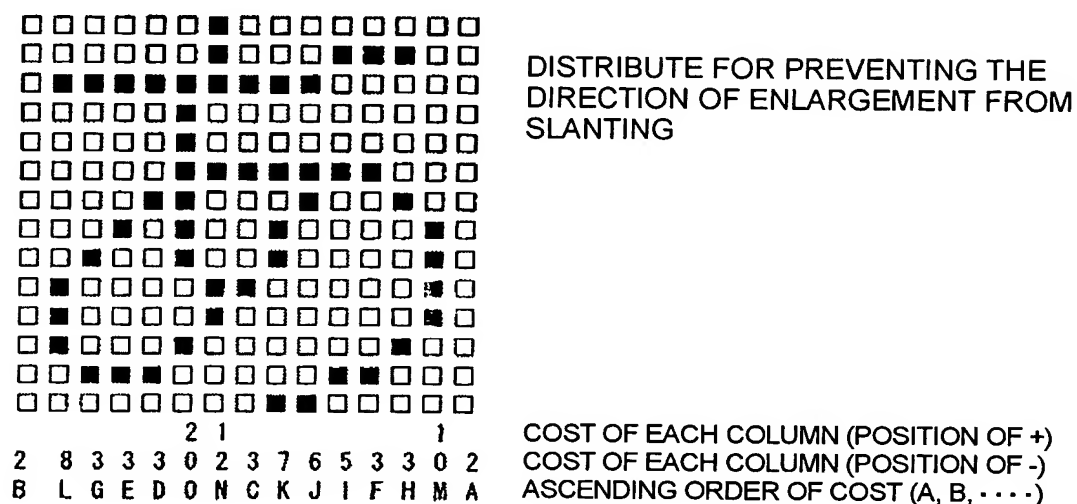 DISTRIBUTE FOR PREVENTING THE
DIRECTION OF ENLARGEMENT FROM
SLANTING
2 1 1 COST OF EACH COLUMN (POSITION OF +)
2 8 3 3 3 0 2 3 7 6 5 3 3 0 2 COST OF EACH COLUMN (POSITION OF -)
B L G E D O N C K J I F H M A ASCENDING ORDER OF COST (A, B, ····)